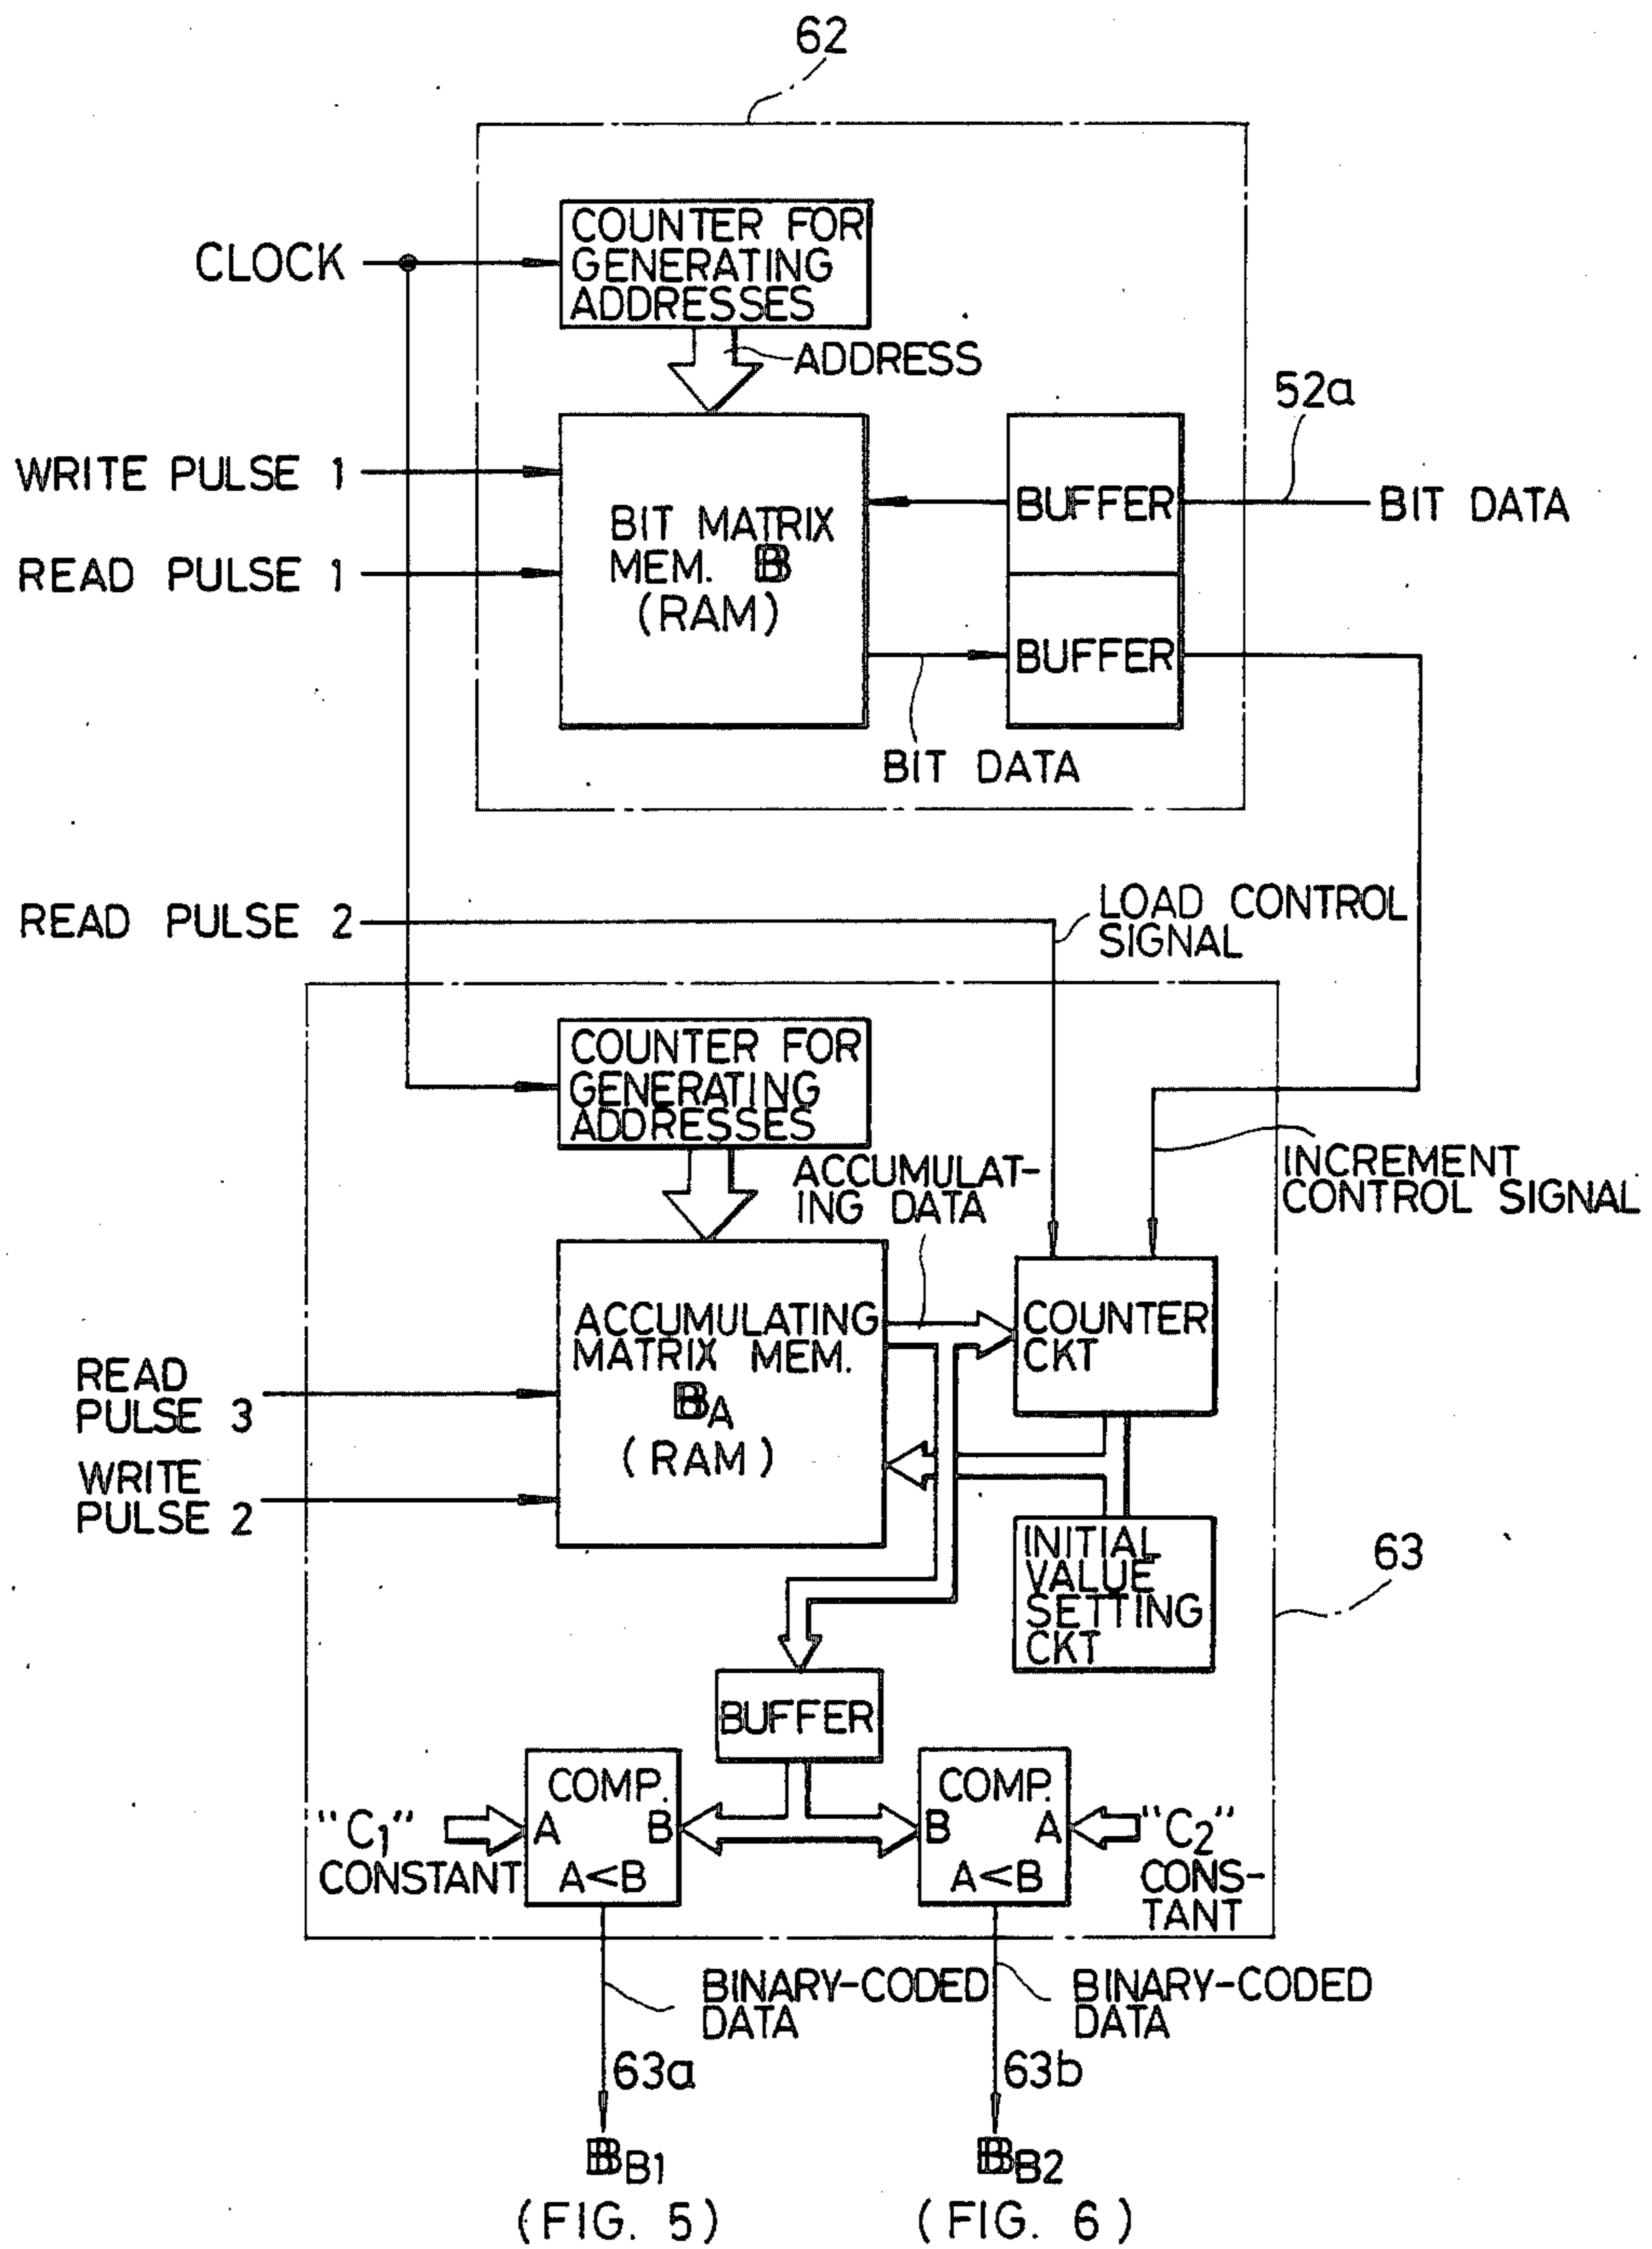 62
CLOCK
COUNTER FOR
GENERATING
ADDRESSES
ADDRESS
52a
WRITE PULSE 1
READ PULSE 1
BIT MATRIX
MEM. B
(RAM)
BUFFER
BIT DATA
BUFFER
BIT DATA
READ PULSE 2
LOAD CONTROL
SIGNAL
COUNTER FOR
GENERATING
ADDRESSES
ACCUMULAT-
ING DATA
INCREMENT
CONTROL SIGNAL
ACCUMULATING
MATRIX MEM.
BA
(RAM)
COUNTER
CKT
READ
PULSE 3
WRITE
PULSE 2
INITIAL
VALUE
SETTING
CKT
63
BUFFER
"C1"
CONSTANT
COMP.
A B
A<B
COMP.
B A
A<B
"C2"
CONS-
TANT
BINARY-CODED
DATA
BINARY-CODED
DATA
63a
63b
BB1
BB2
(FIG. 5)
(FIG. 6)